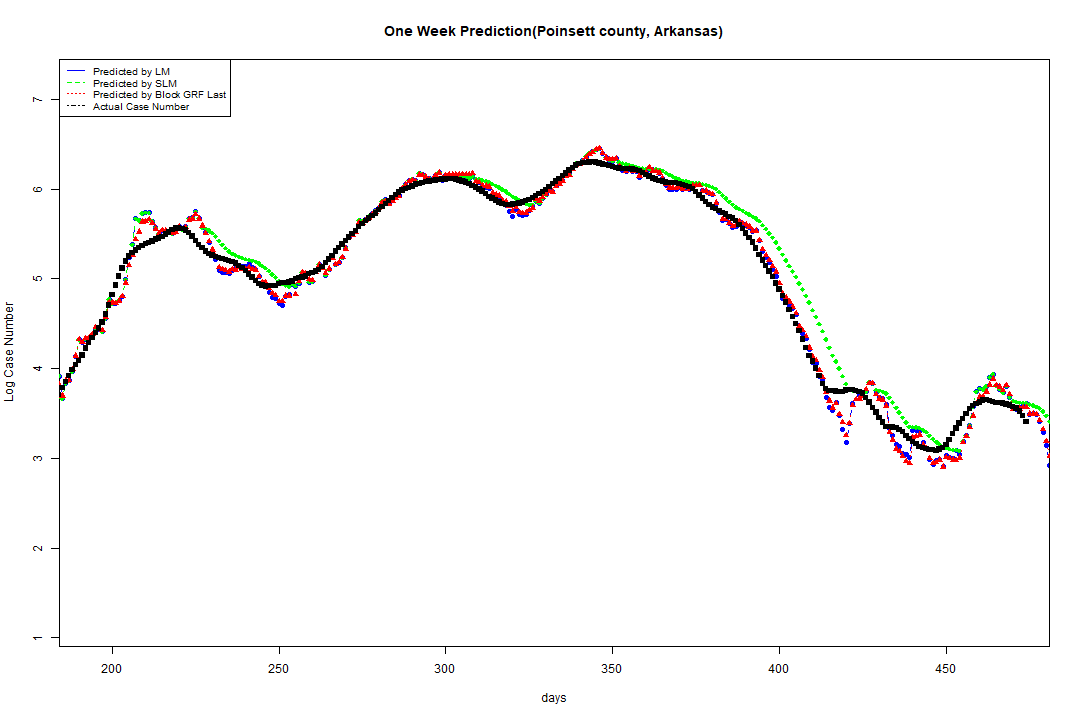 One Week Prediction(Poinsett county, Arkansas)
Predicted by LM
Predicted by SLM
Predicted by Block GRF Last
Actual Case Number
7
6
5
4
3
2
1
Log Case Number
200 250 300 350 400 450
days